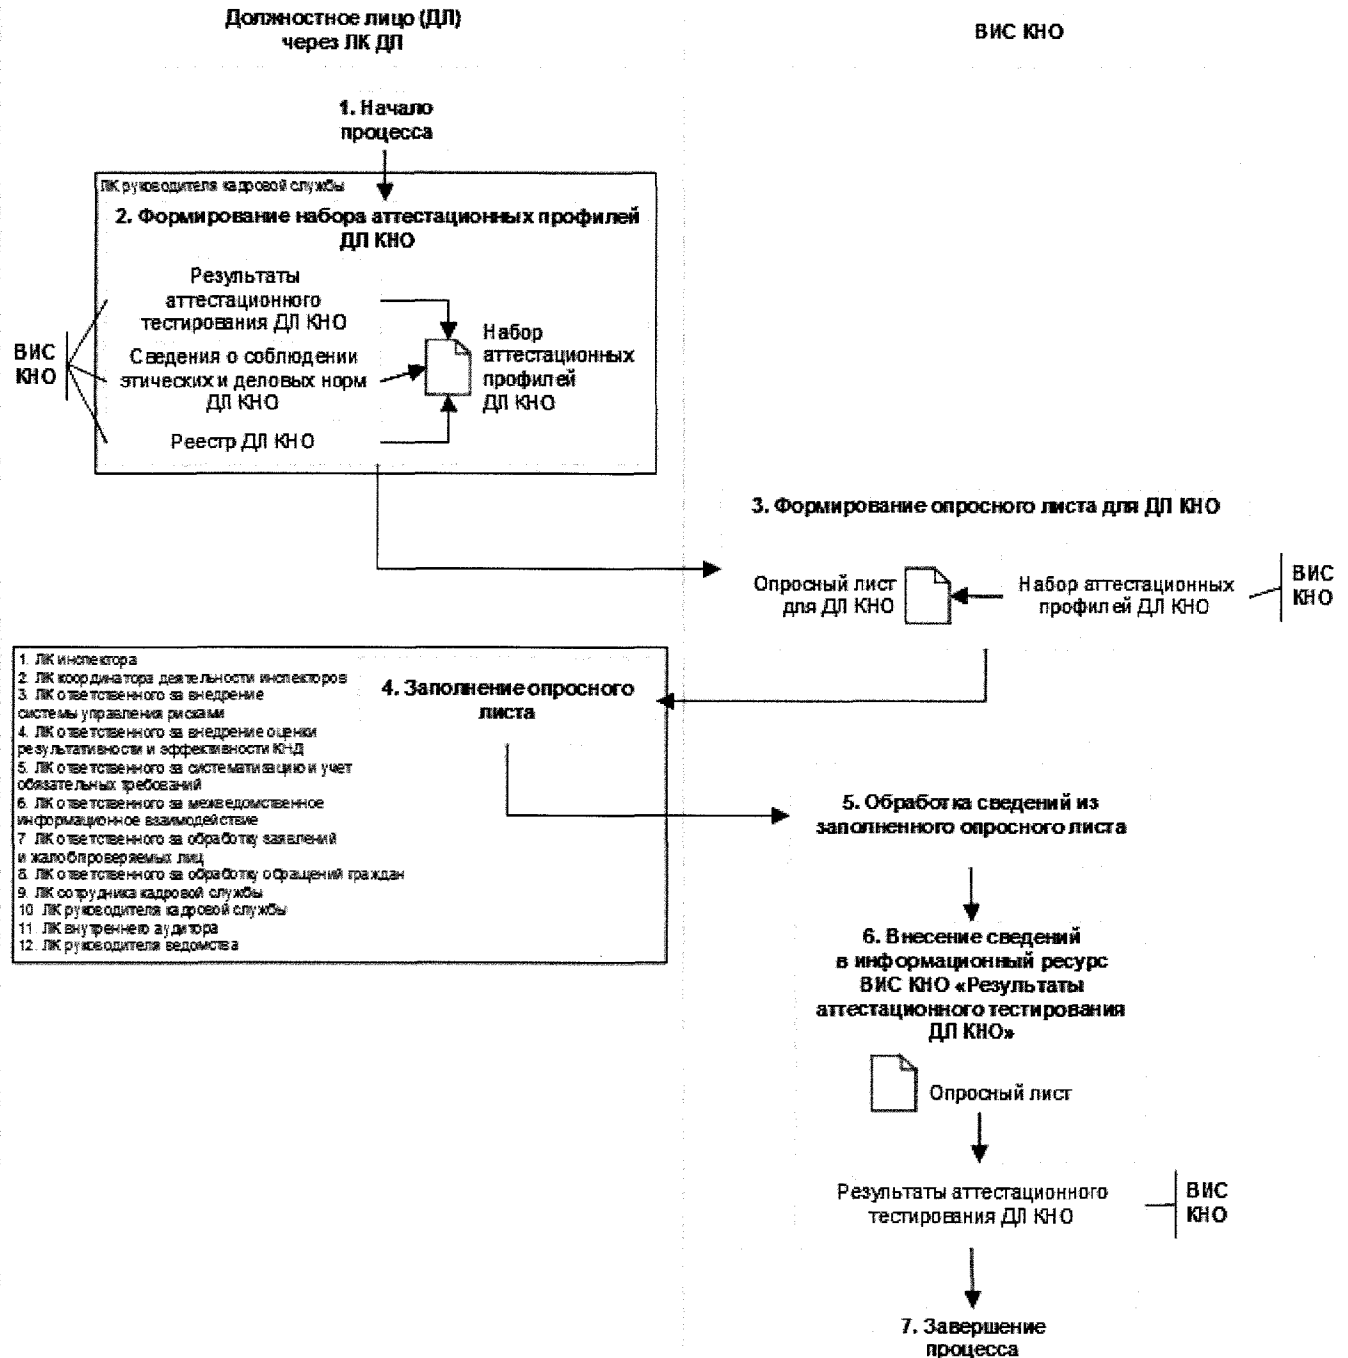 Должностное лицо (ДЛ)
через ЛК ДЛ
ВИС КНО
1. Начало
процесса
ЛК руководителя кадровой службы
2. Формирование набора аттестационных профилей
ДЛ КНО
Результаты
аттестационного
тестирования ДЛ КНО
Сведения о соблюдении
этических и деловых норм
ДЛ КНО
Реестр ДЛ КНО
ВИС
КНО
Набор
аттестационных
профилей
ДЛ КНО
3. Формирование опросного листа для ДЛ КНО
Опросный лист
для ДЛ КНО
Набор аттестационных
профилей ДЛ КНО
ВИС
КНО
1. ЛК инспектора
2. ЛК координатора деятельности инспекторов
3. ЛК ответственного за внедрение
системы управления рисками
4. ЛК ответственного за внедрение оценки
результативности и эффективности КНД
5. ЛК ответственного за систематизацию и учет
обязательных требований
6. ЛК ответственного за межведомственное
информационное взаимодействие
7. ЛК ответственного за обработку заявлений
и жалоб проверяемых лиц
8. ЛК ответственного за обработку обращений граждан
9. ЛК сотрудника кадровой службы
10. ЛК руководителя кадровой службы
11. ЛК внутреннего аудитора
12. ЛК руководителя ведомства
4. Заполнение опросного
листа
5. Обработка сведений из
заполненного опросного листа
6. Внесение сведений
в информационный ресурс
ВИС КНО «Результаты
аттестационного тестирования
ДЛ КНО»
Опросный лист
Результаты аттестационного
тестирования ДЛ КНО
ВИС
КНО
7. Завершение
процесса